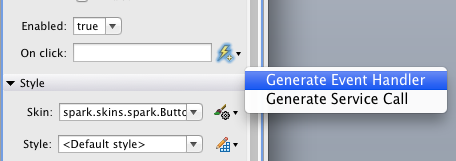 Enabled: true
On click:
Generate Event Handler
Generate Service Call
Style
Skin: spark.skins.spark.Butto
Style: <Default style>